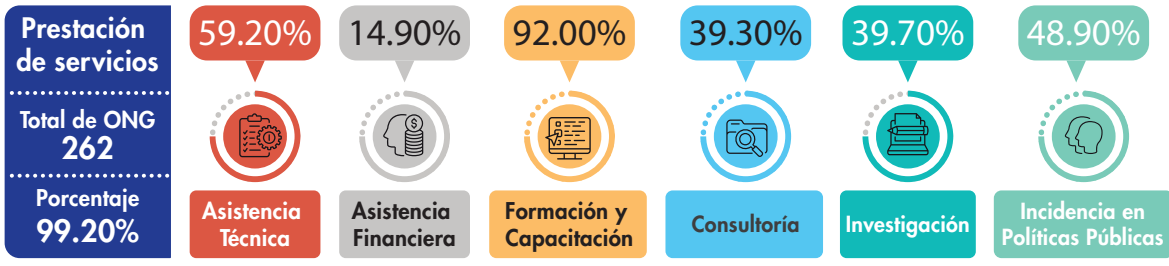 Prestación
de servicios
Total de ONG
262
Porcentaje
99.20%
59.20%
Asistencia
Técnica
14.90%
Asistencia
Financiera
92.00%
Formación y
Capacitación
39.30%
Consultoría
39.70%
Investigación
48.90%
Incidencia en
Políticas Públicas